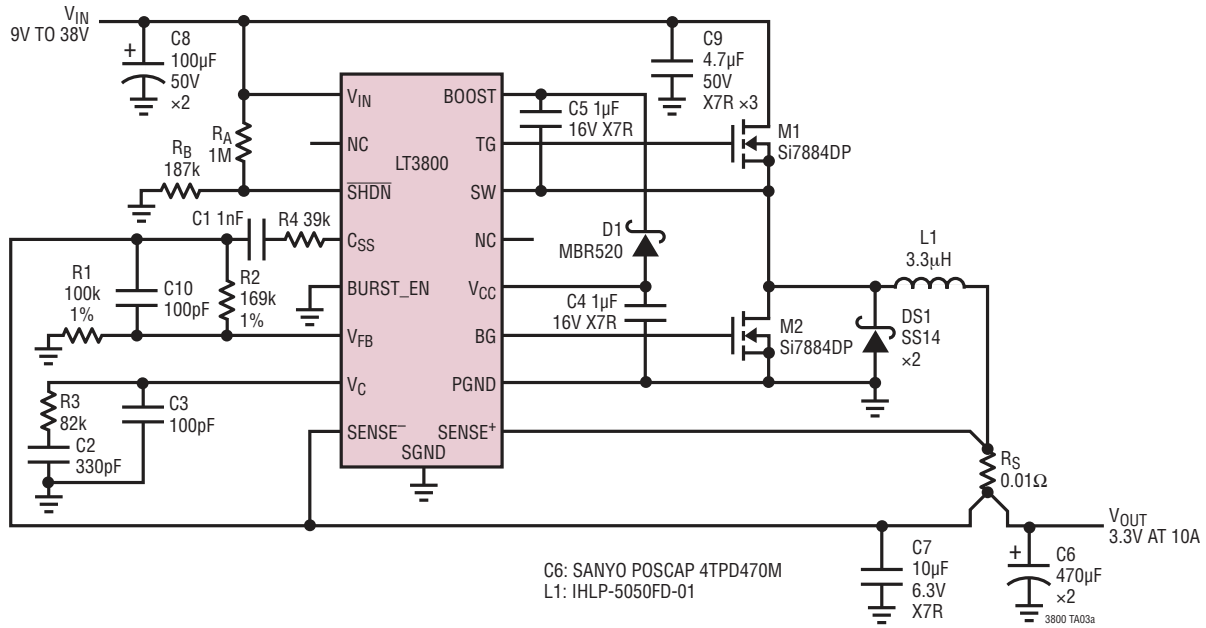 VIN
9V TO 38V
C8
100µF
50V
×2
+
RA
1M
RB
187k
C9
4.7µF
50V
X7R ×3
VIN
NC
SHDN
CSS
BURST_EN
VFB
VC
SENSE–
SGND
LT3800
BOOST
TG
SW
NC
VCC
BG
PGND
SENSE+
C5 1µF
16V X7R
M1
Si7884DP
C1 1nF
R4 39k
D1
MBR520
L1
3.3µH
R1
100k
1%
C10
100pF
R2
169k
1%
C4 1µF
16V X7R
M2
Si7884DP
DS1
SS14
×2
R3
82k
C2
330pF
C3
100pF
RS
0.01Ω
VOUT
3.3V AT 10A
C7
10µF
6.3V
X7R
+
C6
470µF
×2
C6: SANYO POSCAP 4TPD470M
L1: IHLP-5050FD-01
3800 TA03a